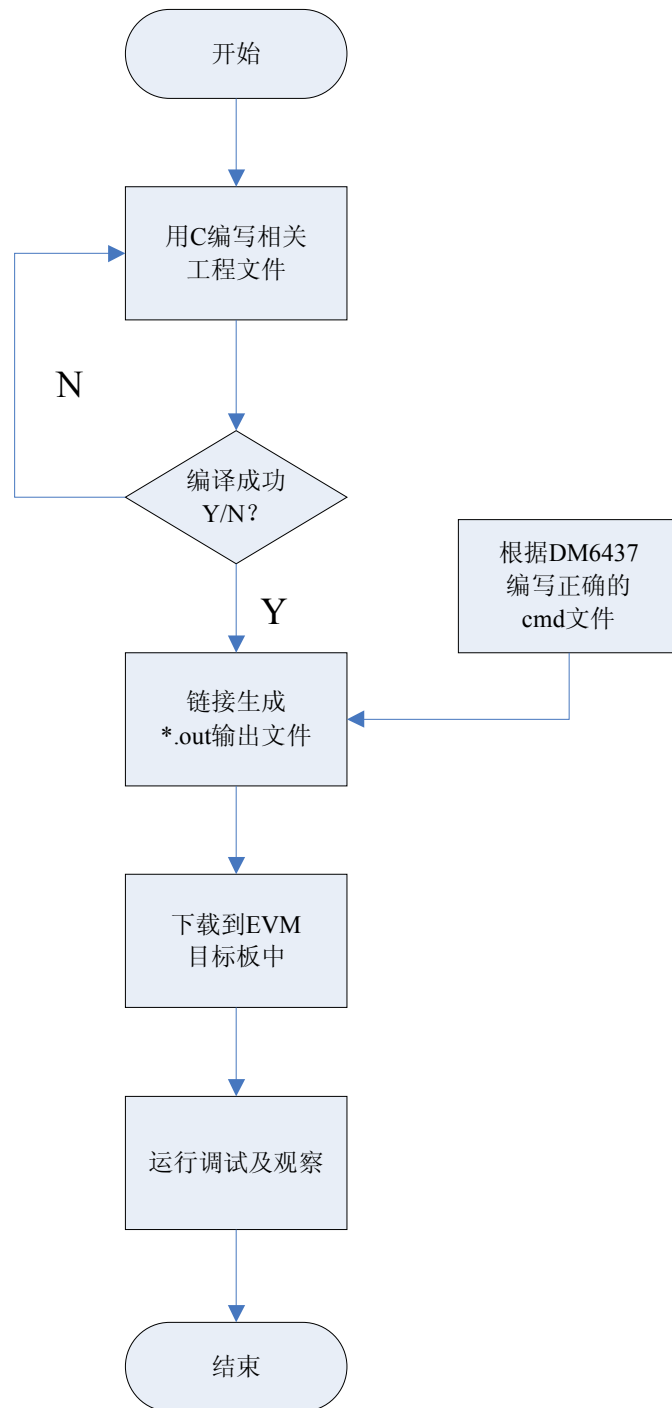 开始
用C编写相关
工程文件
N
编译成功
Y/N？
Y
根据DM6437
编写正确的
cmd文件
链接生成
*.out输出文件
下载到EVM
目标板中
运行调试及观察
结束